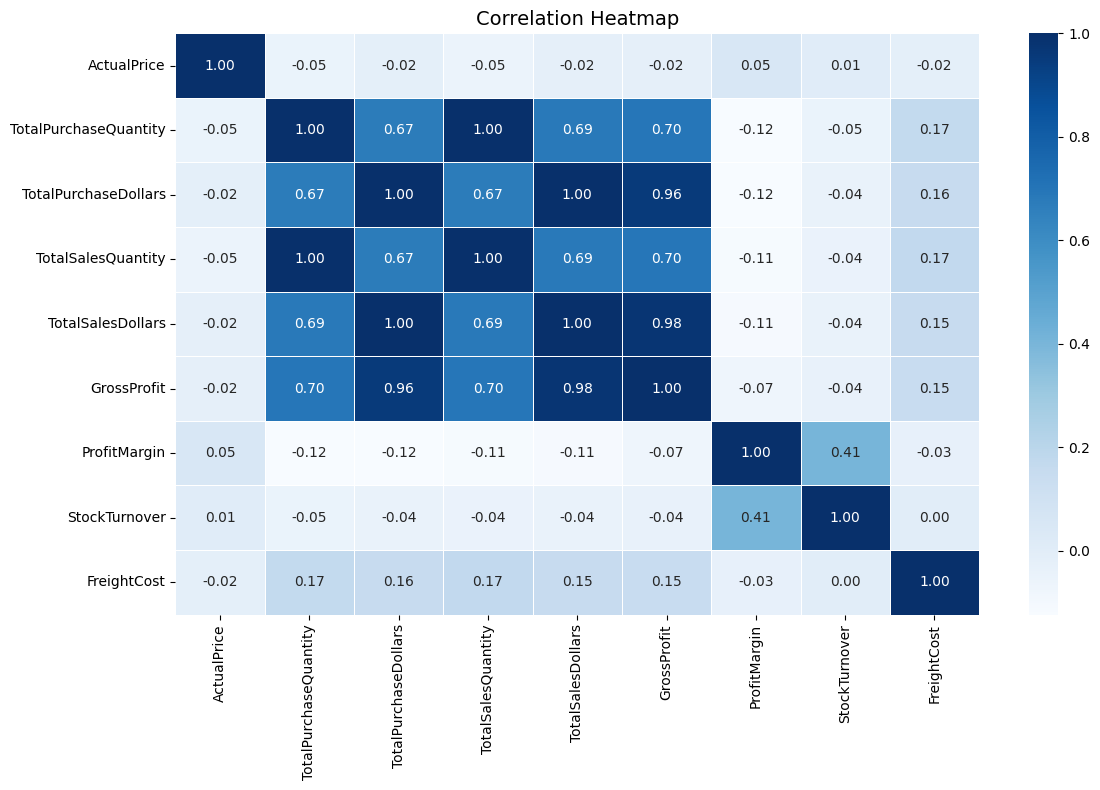 Correlation Heatmap
ActualPrice 1.00 -0.05 -0.02 -0.05 -0.02 -0.02 0.05 0.01 -0.02
TotalPurchaseQuantity -0.05 1.00 0.67 1.00 0.69 0.70 -0.12 -0.05 0.17
TotalPurchaseDollars -0.02 0.67 1.00 0.67 1.00 0.96 -0.12 -0.04 0.16
TotalSalesQuantity -0.05 1.00 0.67 1.00 0.69 0.70 -0.11 -0.04 0.17
TotalSalesDollars -0.02 0.69 1.00 0.69 1.00 0.98 -0.11 -0.04 0.15
GrossProfit -0.02 0.70 0.96 0.70 0.98 1.00 -0.07 -0.04 0.15
ProfitMargin 0.05 -0.12 -0.12 -0.11 -0.11 -0.07 1.00 0.41 -0.03
StockTurnover 0.01 -0.05 -0.04 -0.04 -0.04 -0.04 0.41 1.00 0.00
FreightCost -0.02 0.17 0.16 0.17 0.15 0.15 -0.03 0.00 1.00
ActualPrice
TotalPurchaseQuantity
TotalPurchaseDollars
TotalSalesQuantity
TotalSalesDollars
GrossProfit
ProfitMargin
StockTurnover
FreightCost
1.0
0.8
0.6
0.4
0.2
0.0